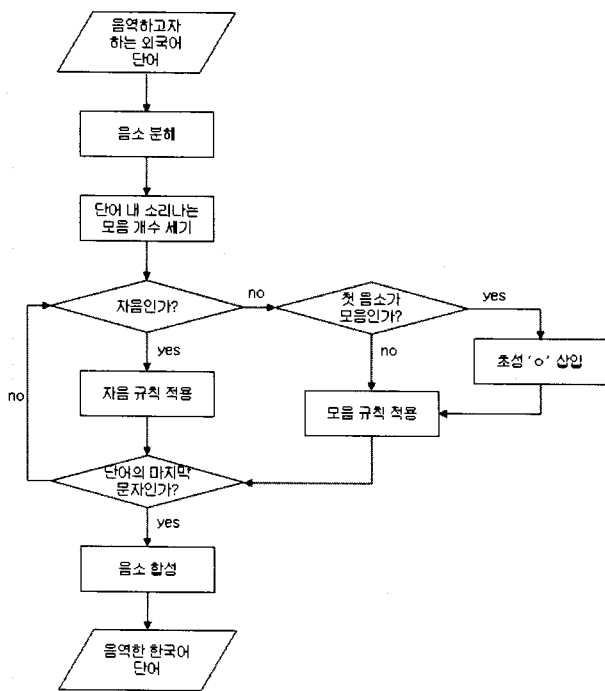 음역하고자
하는 외국어
단어
음소 분해
단어 내 소리나는
모음 개수 세기
자음인가?
no
첫 음소가
모음인가?
yes
초성 'ㅇ' 삽입
yes
no
no
자음 규칙 적용
모음 규칙 적용
단어의 마지막
문자인가?
yes
음소 합성
음역한 한국어
단어